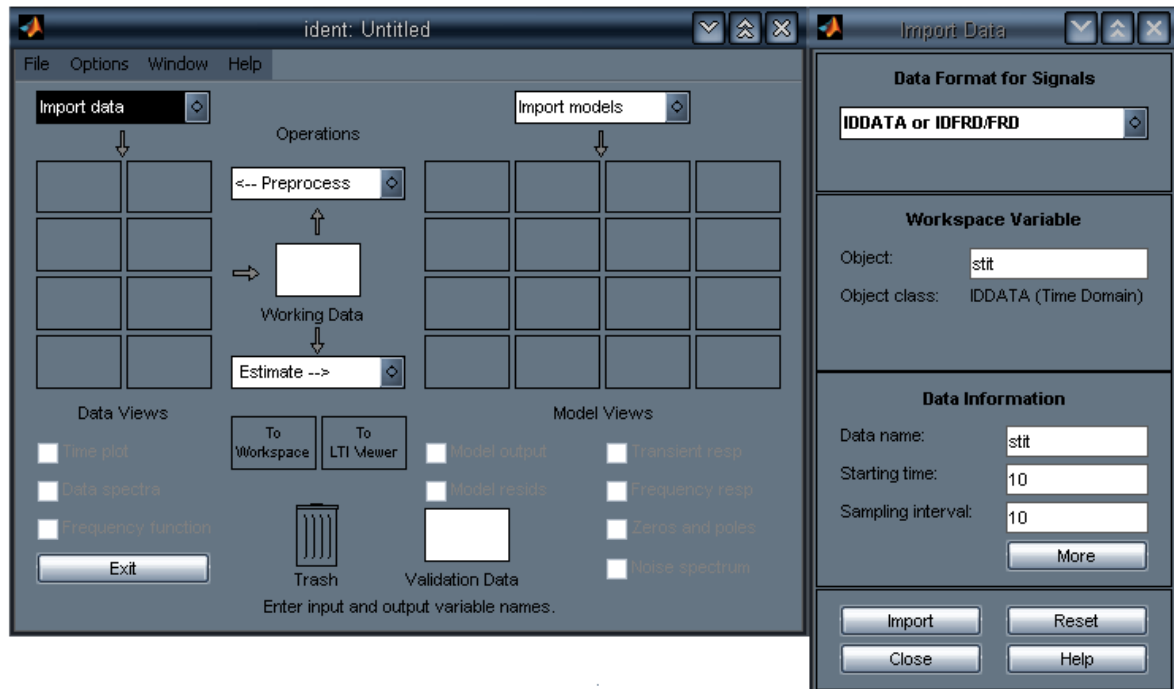 ident: Untitled
File Options Window Help
Import data
Import models
Operations
<-- Preprocess
Working Data
Estimate -->
Data Views
Time plot
Data spectra
Frequency function
Exit
To
Workspace
To
LTI Viewer
Trash
Model Views
Model output
Model resids
Transient resp
Frequency resp
Zeros and poles
Noise spectrum
Validation Data
Enter input and output variable names.
Import Data
Data Format for Signals
IDDATA or IDFRD/FRD
Workspace Variable
Object: stit
Object class: IDDATA (Time Domain)
Data Information
Data name: stit
Starting time: 10
Sampling interval: 10
More
Import Reset
Close Help